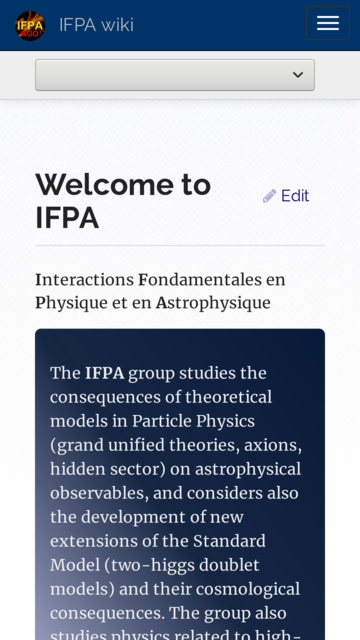 IFPA
GO
IFPA wiki
Welcome to
IFPA
Edit
Interactions Fondamentales en
Physique et en Astrophysique
The IFPA group studies the
consequences of theoretical
models in Particle Physics
(grand unified theories, axions,
hidden sector) on astrophysical
observables, and considers also
the development of new
extensions of the Standard
Model (two-higgs doublet
models) and their cosmological
consequences. The group also
studies physics related to high-